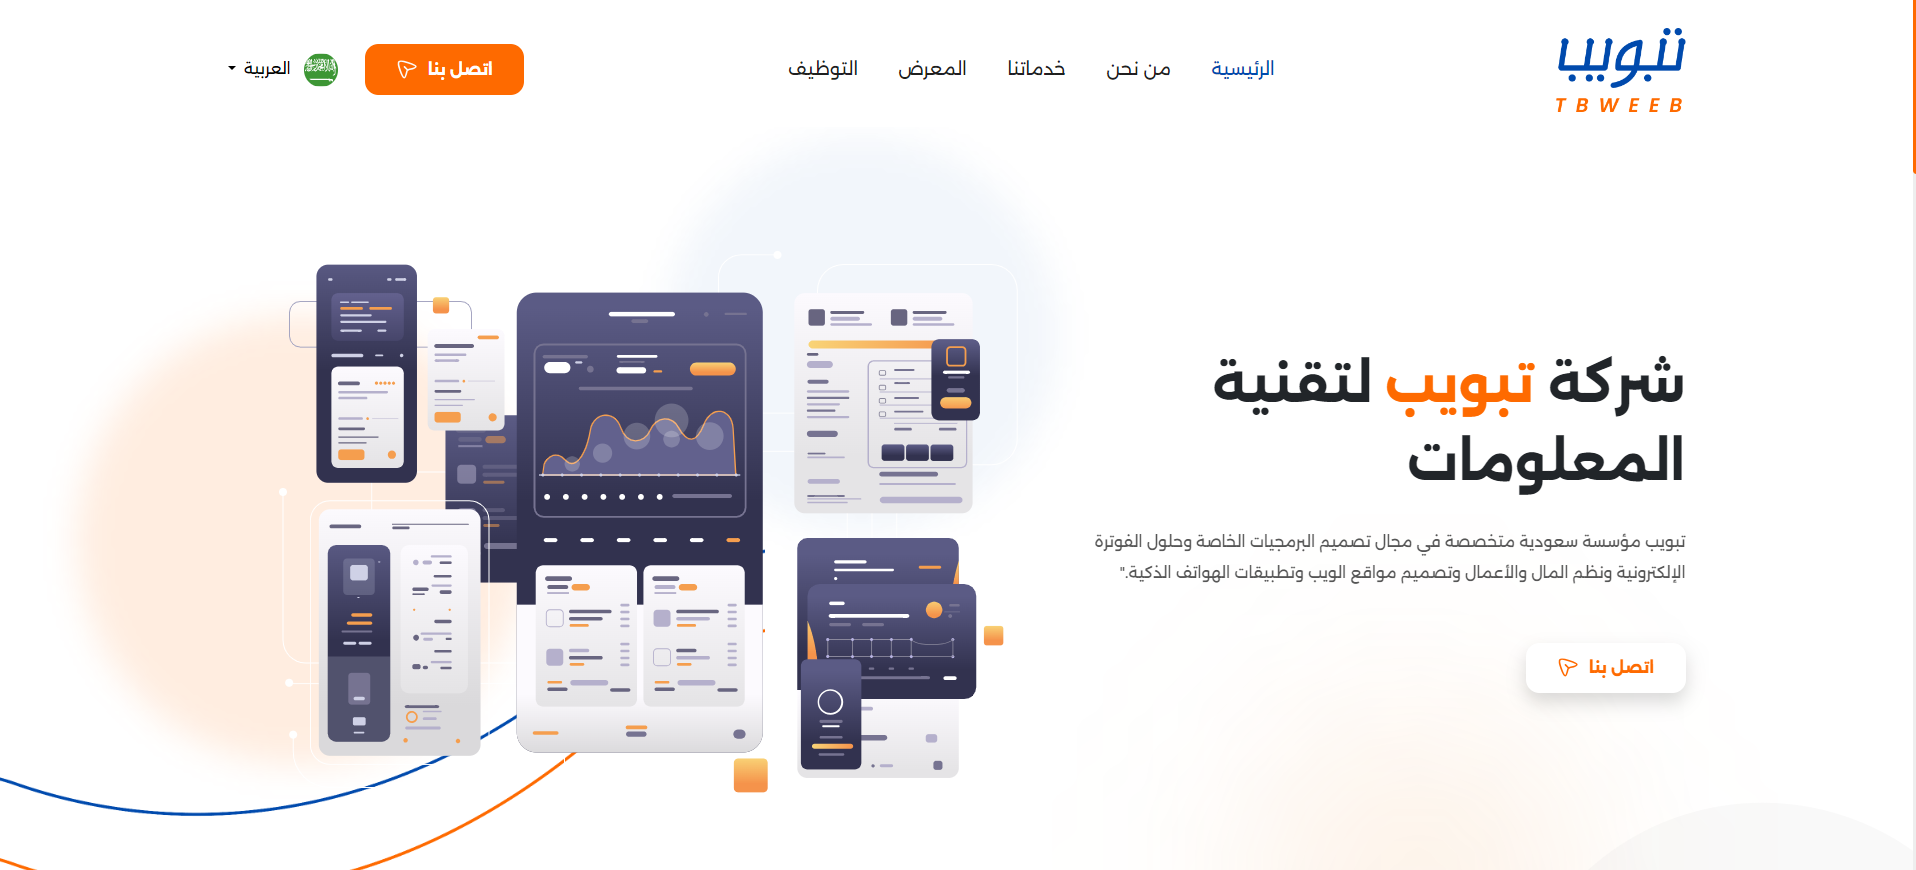 تبويب
TBWEEB
الرئيسية
من نحن
خدماتنا
المعرض
التوظيف
اتصل بنا
العربية
شركة تبويب لتقنية
المعلومات
تبويب مؤسسة سعودية متخصصة في مجال تصميم البرمجيات الخاصة وحلول الفوترة
الإلكترونية ونظم المال والأعمال وتصميم مواقع الويب وتطبيقات الهواتف الذكية."
اتصل بنا